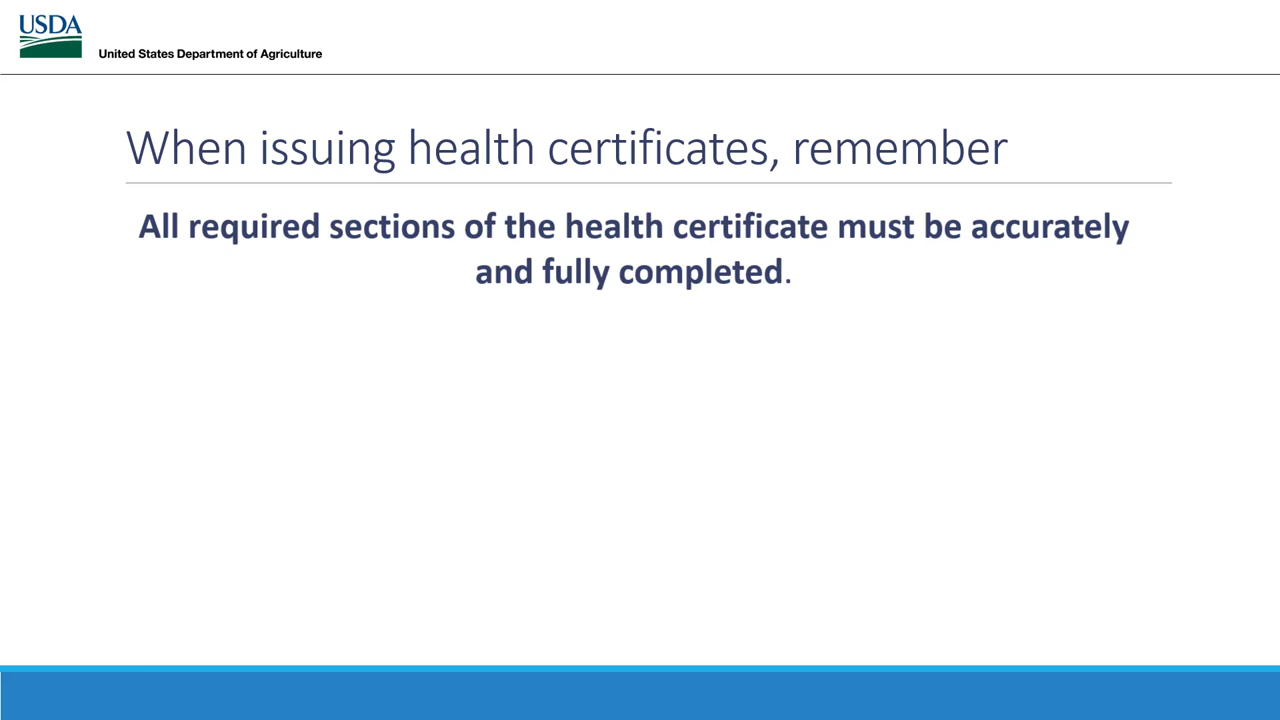 USDA
United States Department of Agriculture
When issuing health certificates, remember
All required sections of the health certificate must be accurately
and fully completed.